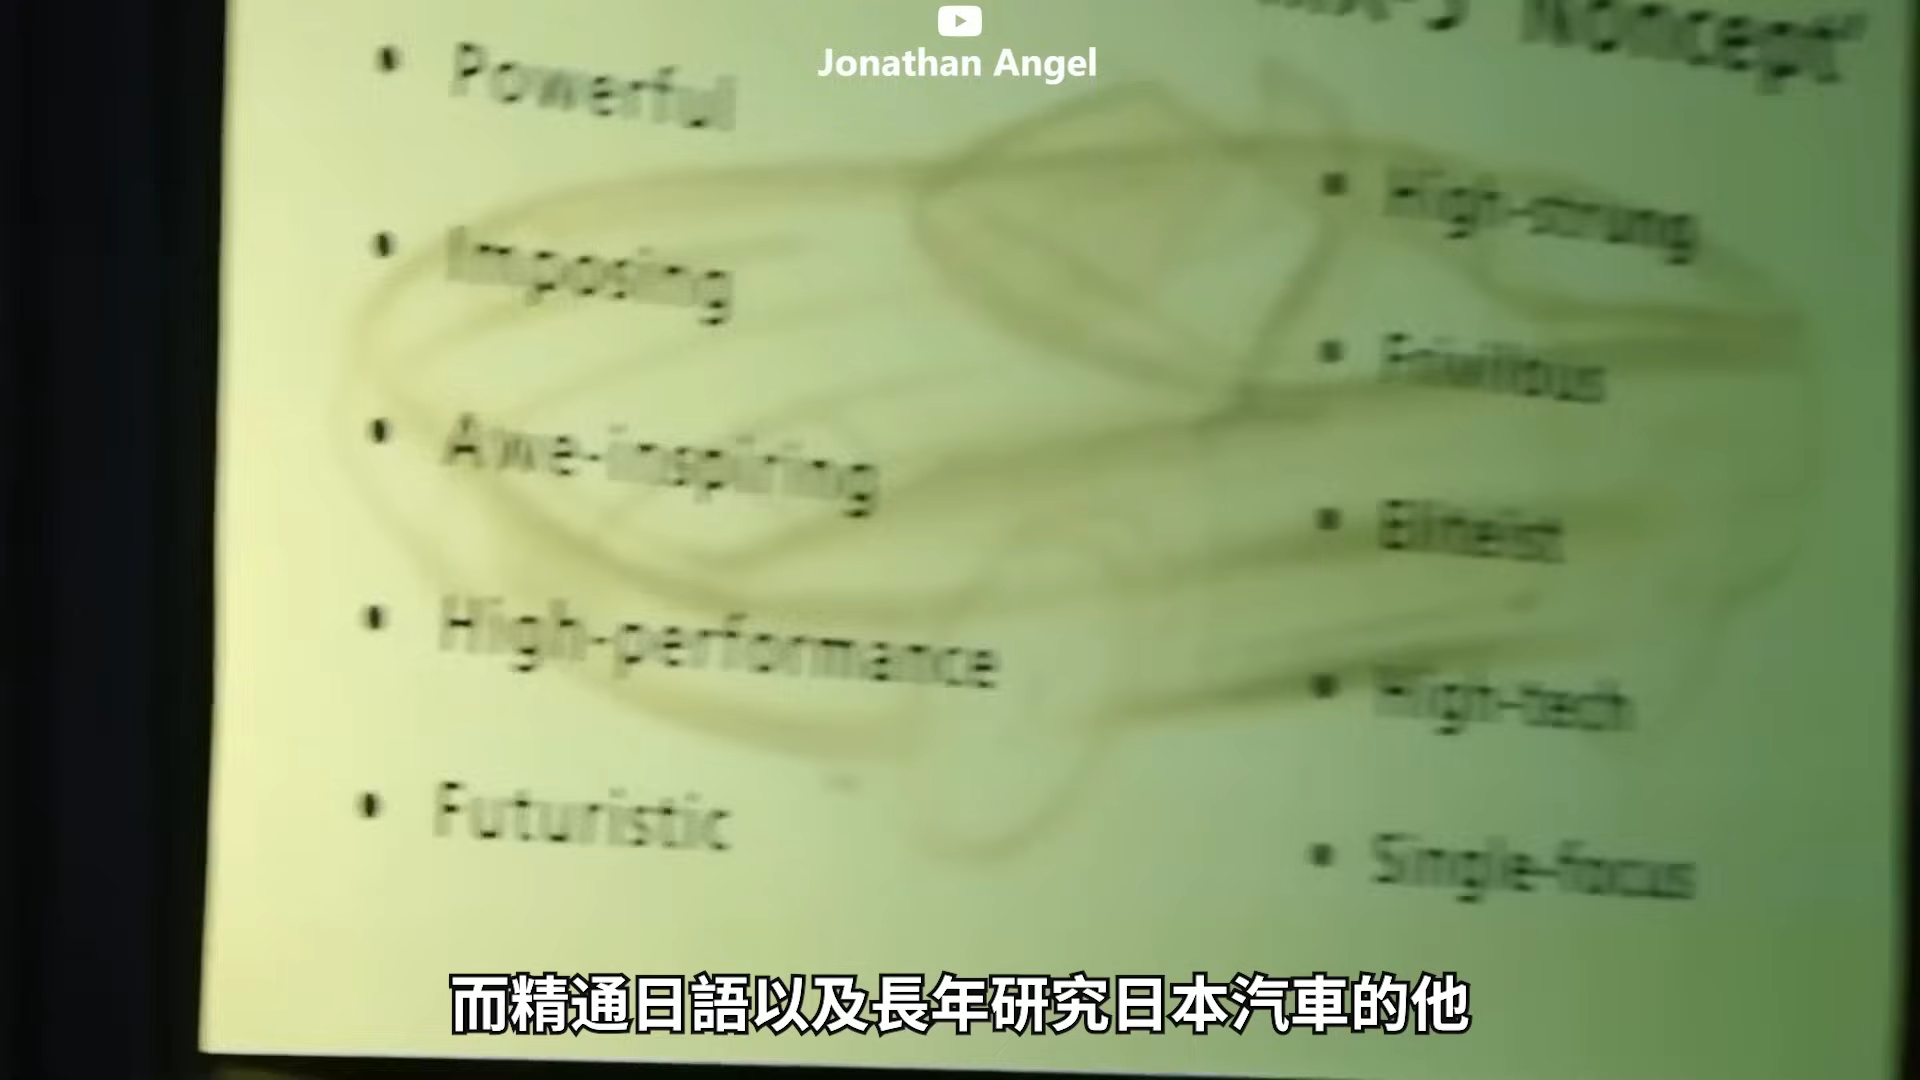 Jonathan Angel
Koncept"
Powerful
Imposing
Awe-inspiring
High-performance
Futuristic
High-strung
Elitist
High-tech
Single-focus
而精通日語以及長年研究日本汽車的他